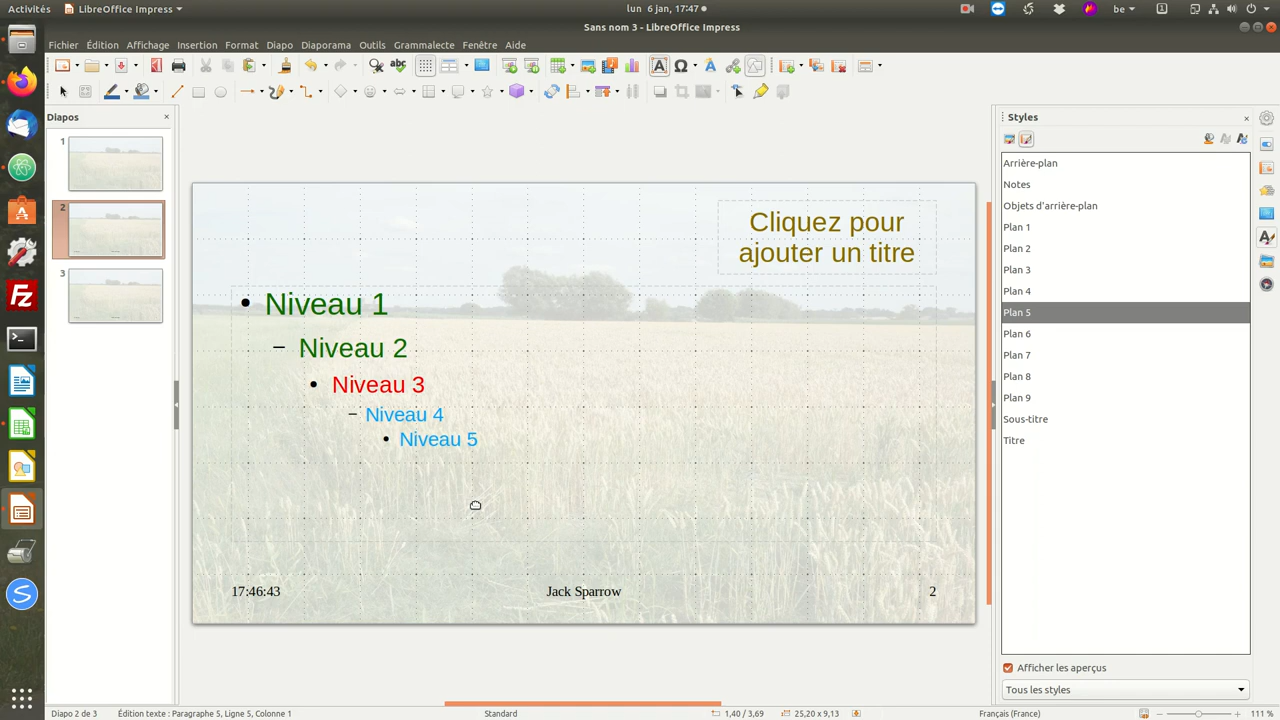 Activités
LibreOffice Impress
lun 6 jan, 17:47
be
Sans nom 3 - LibreOffice Impress
Fichier Édition Affichage Insertion Format Diapo Diaporama Outils Grammalecte Fenêtre Aide
Diapos
1
2
3
Cliquez pour
ajouter un titre
Niveau 1
Niveau 2
Niveau 3
Niveau 4
Niveau 5
17:46:43 Jack Sparrow 2
Styles
Arrière-plan
Notes
Objets d'arrière-plan
Plan 1
Plan 2
Plan 3
Plan 4
Plan 5
Plan 6
Plan 7
Plan 8
Plan 9
Sous-titre
Titre
Afficher les aperçus
Tous les styles
Diapo 2 de 3 Édition texte : Paragraphe 5, Ligne 5, Colonne 1 Standard 1,40 / 3,69 25,20 x 9,13 Français (France) 111 %